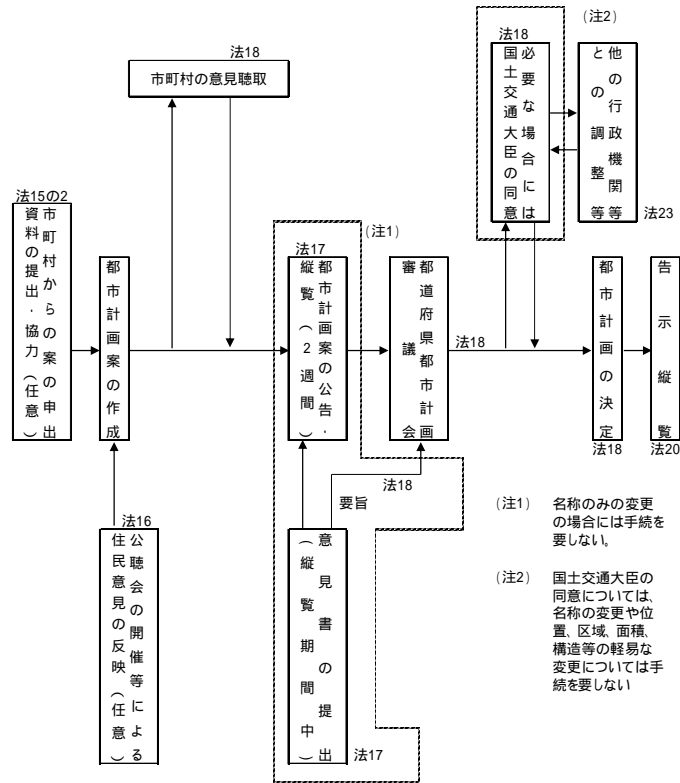 法18
市町村の意見聴取
法15の2
市町村からの案の申出
資料の提出・協力（任意）
都市計画案の作成
法16
公聴会の開催等による
住民意見の反映（任意）
(注1)
法17
都市計画案の公告・
縦覧（2週間）
意見書の提出
（縦覧期間中）
法17
要旨
法18
都道府県都市計画
審議会
法18
(注2)
法18
必要な場合には
国土交通大臣の同意
他の行政機関等
との調整等
法23
都市計画の決定
法18
告示縦覧
法20
(注1) 名称のみの変更
の場合には手続を
要しない。
(注2) 国土交通大臣の
同意については、
名称の変更や位
置、区域、面積、
構造等の軽易な
変更については手
続を要しない